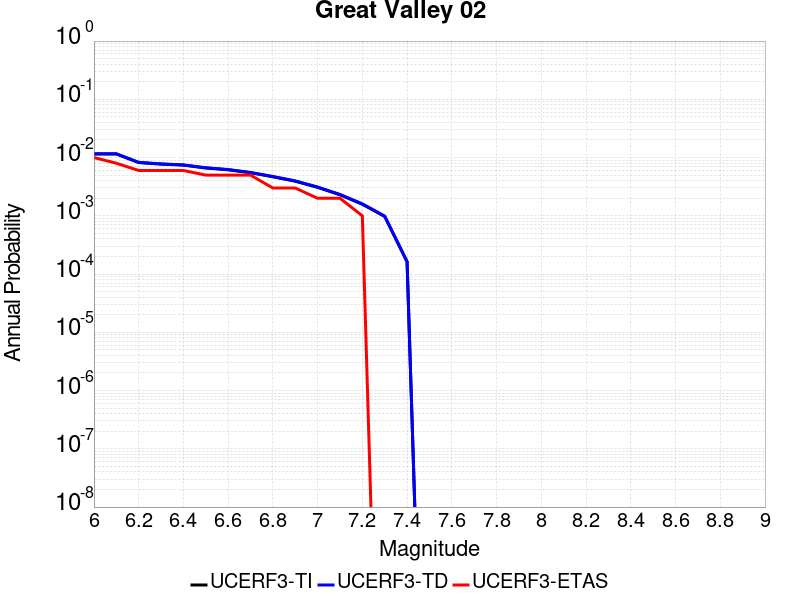 Great Valley 02
10^0
10^-1
10^-2
10^-3
10^-4
10^-5
10^-6
10^-7
10^-8
Annual Probability
6 6.2 6.4 6.6 6.8 7 7.2 7.4 7.6 7.8 8 8.2 8.4 8.6 8.8 9
Magnitude
UCERF3-TI UCERF3-TD UCERF3-ETAS